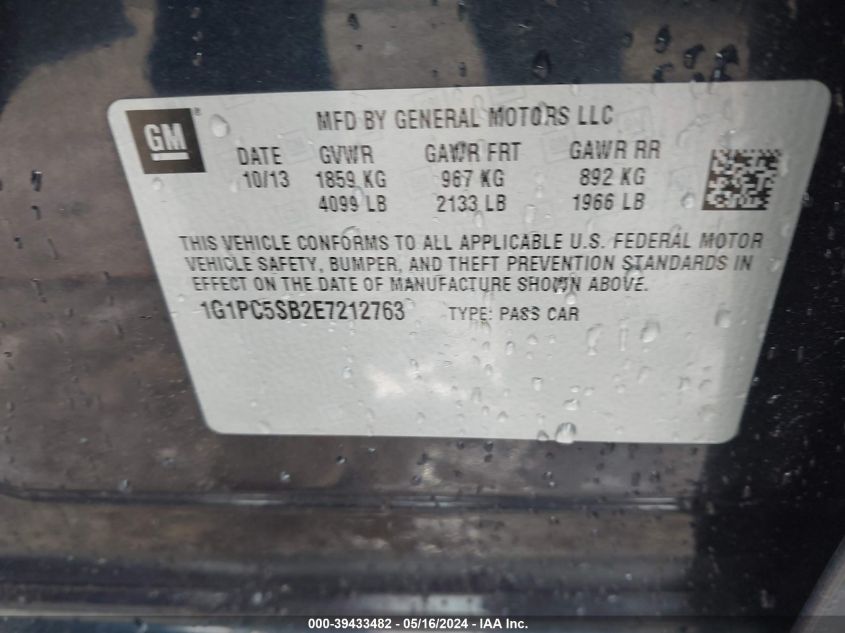 GM ®
MFD BY GENERAL MOTORS LLC
DATE GVWR GAWR FRT GAWR RR
10/13 1859 KG 967 KG 892 KG
4099 LB 2133 LB 1966 LB
THIS VEHICLE CONFORMS TO ALL APPLICABLE U.S. FEDERAL MOTOR
VEHICLE SAFETY, BUMPER, AND THEFT PREVENTION STANDARDS IN
EFFECT ON THE DATE OF MANUFACTURE SHOWN ABOVE.
1G1PC5SB2E7212763 TYPE: PASS CAR
000-39433482 - 05/16/2024 - IAA Inc.